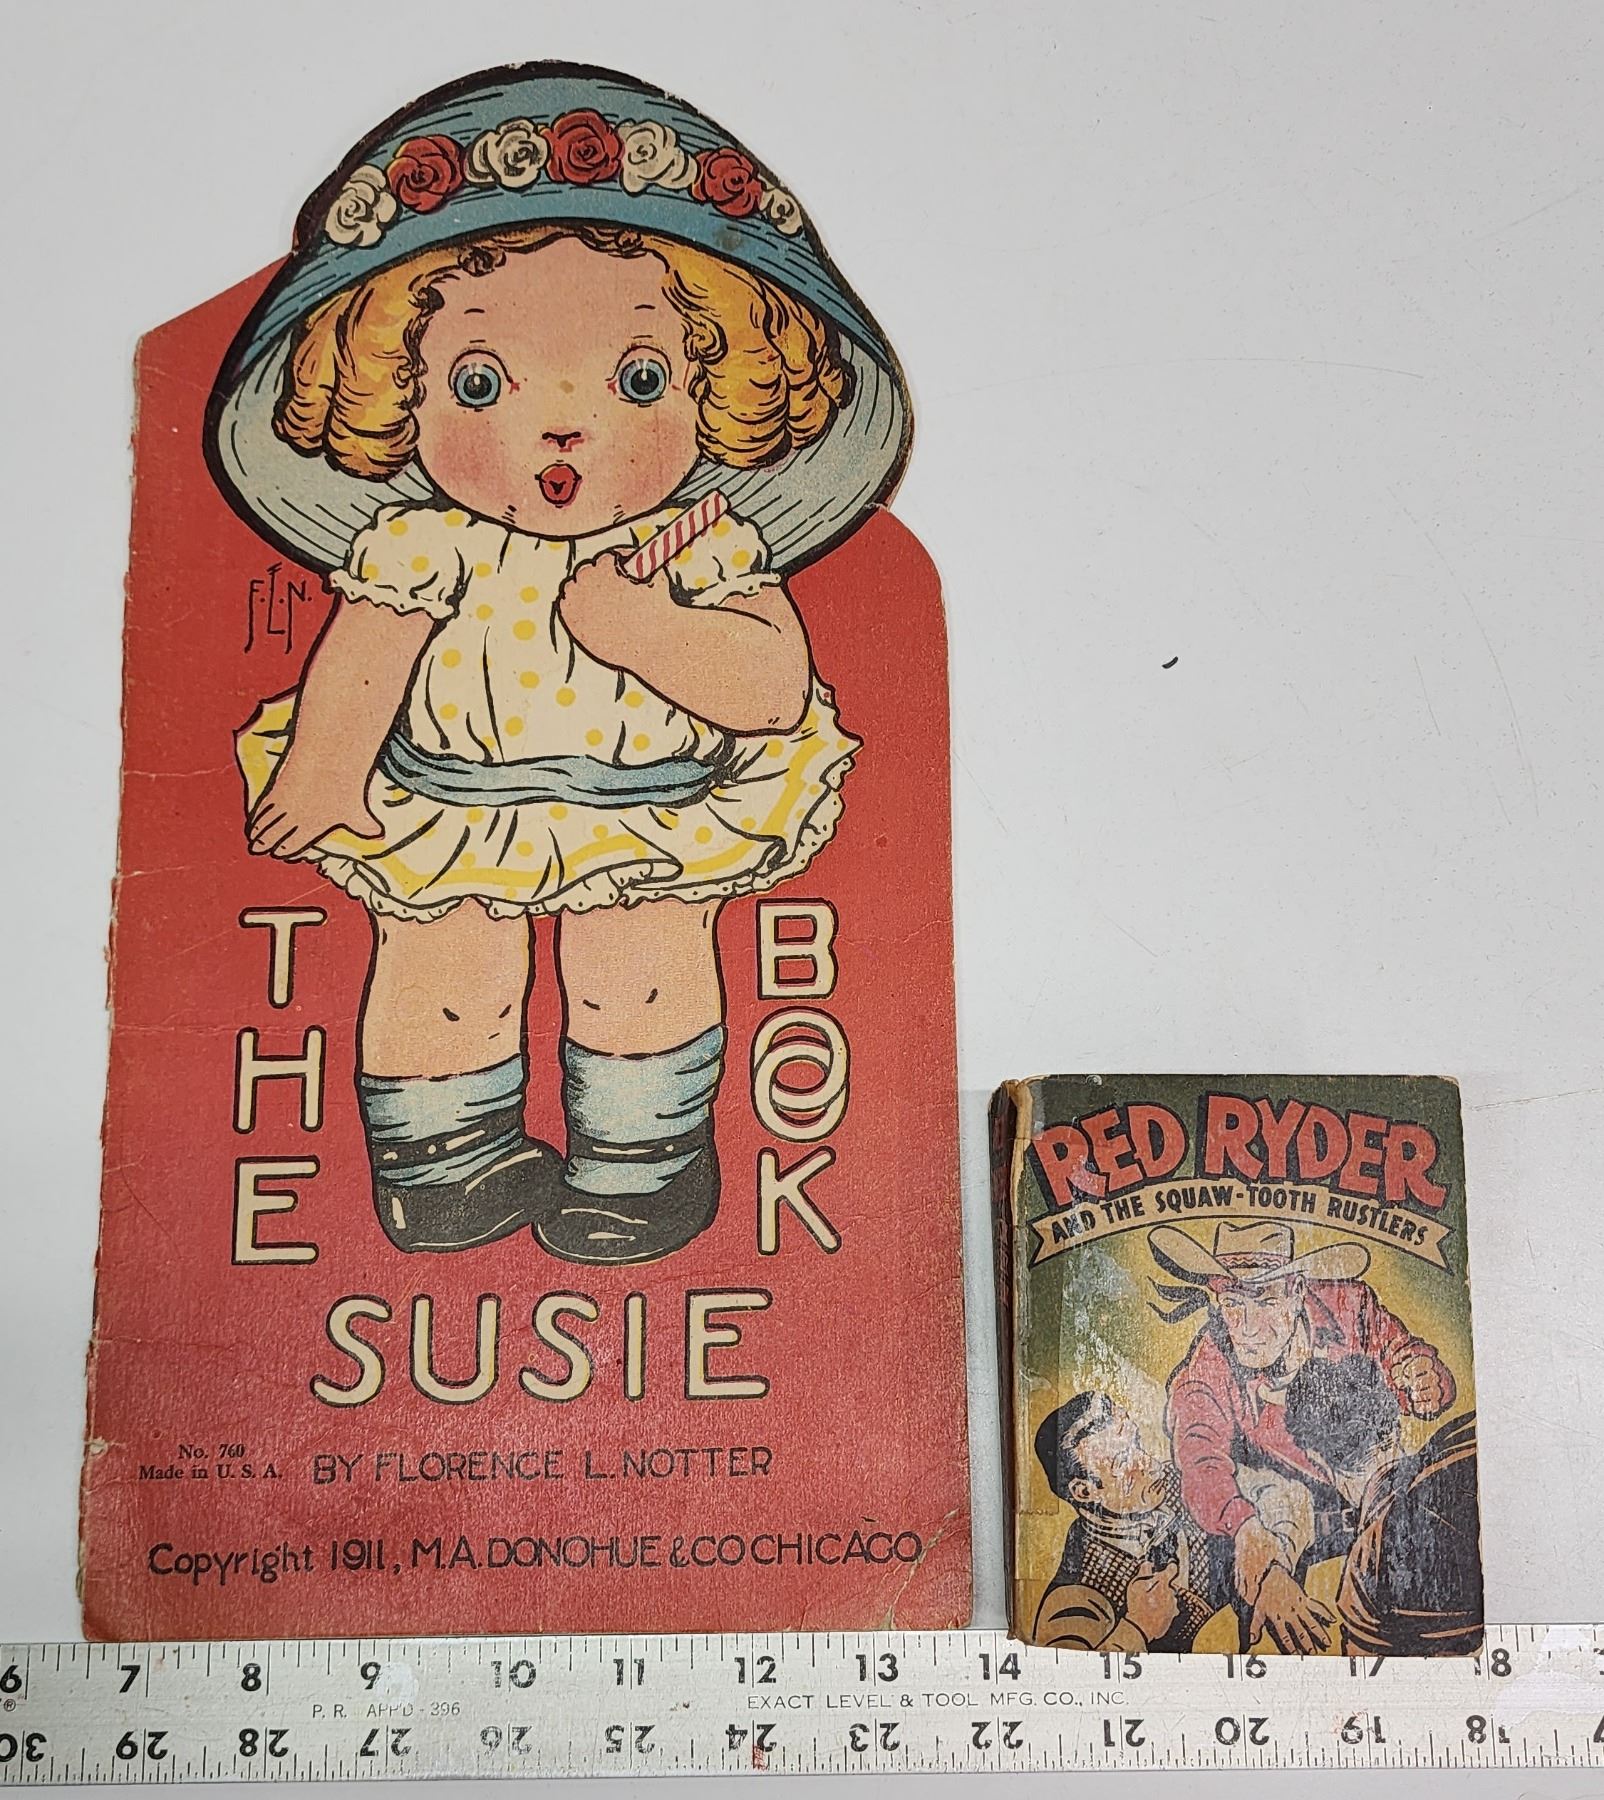 F.L.N.
THE
BOOK
SUSIE
No. 760
Made in U. S. A.
BY FLORENCE L. NOTTER
Copyright 1911, M.A. DONOHUE & CO CHICAGO
RED RYDER
AND THE SQUAW-TOOTH RUSTLERS
6 7 8 9 10 11 12 13 14 15 16 17 18
P. R. APP'D - 396
EXACT LEVEL & TOOL MFG. CO., INC.
30 29 28 27 26 25 24 23 22 21 20 19 18